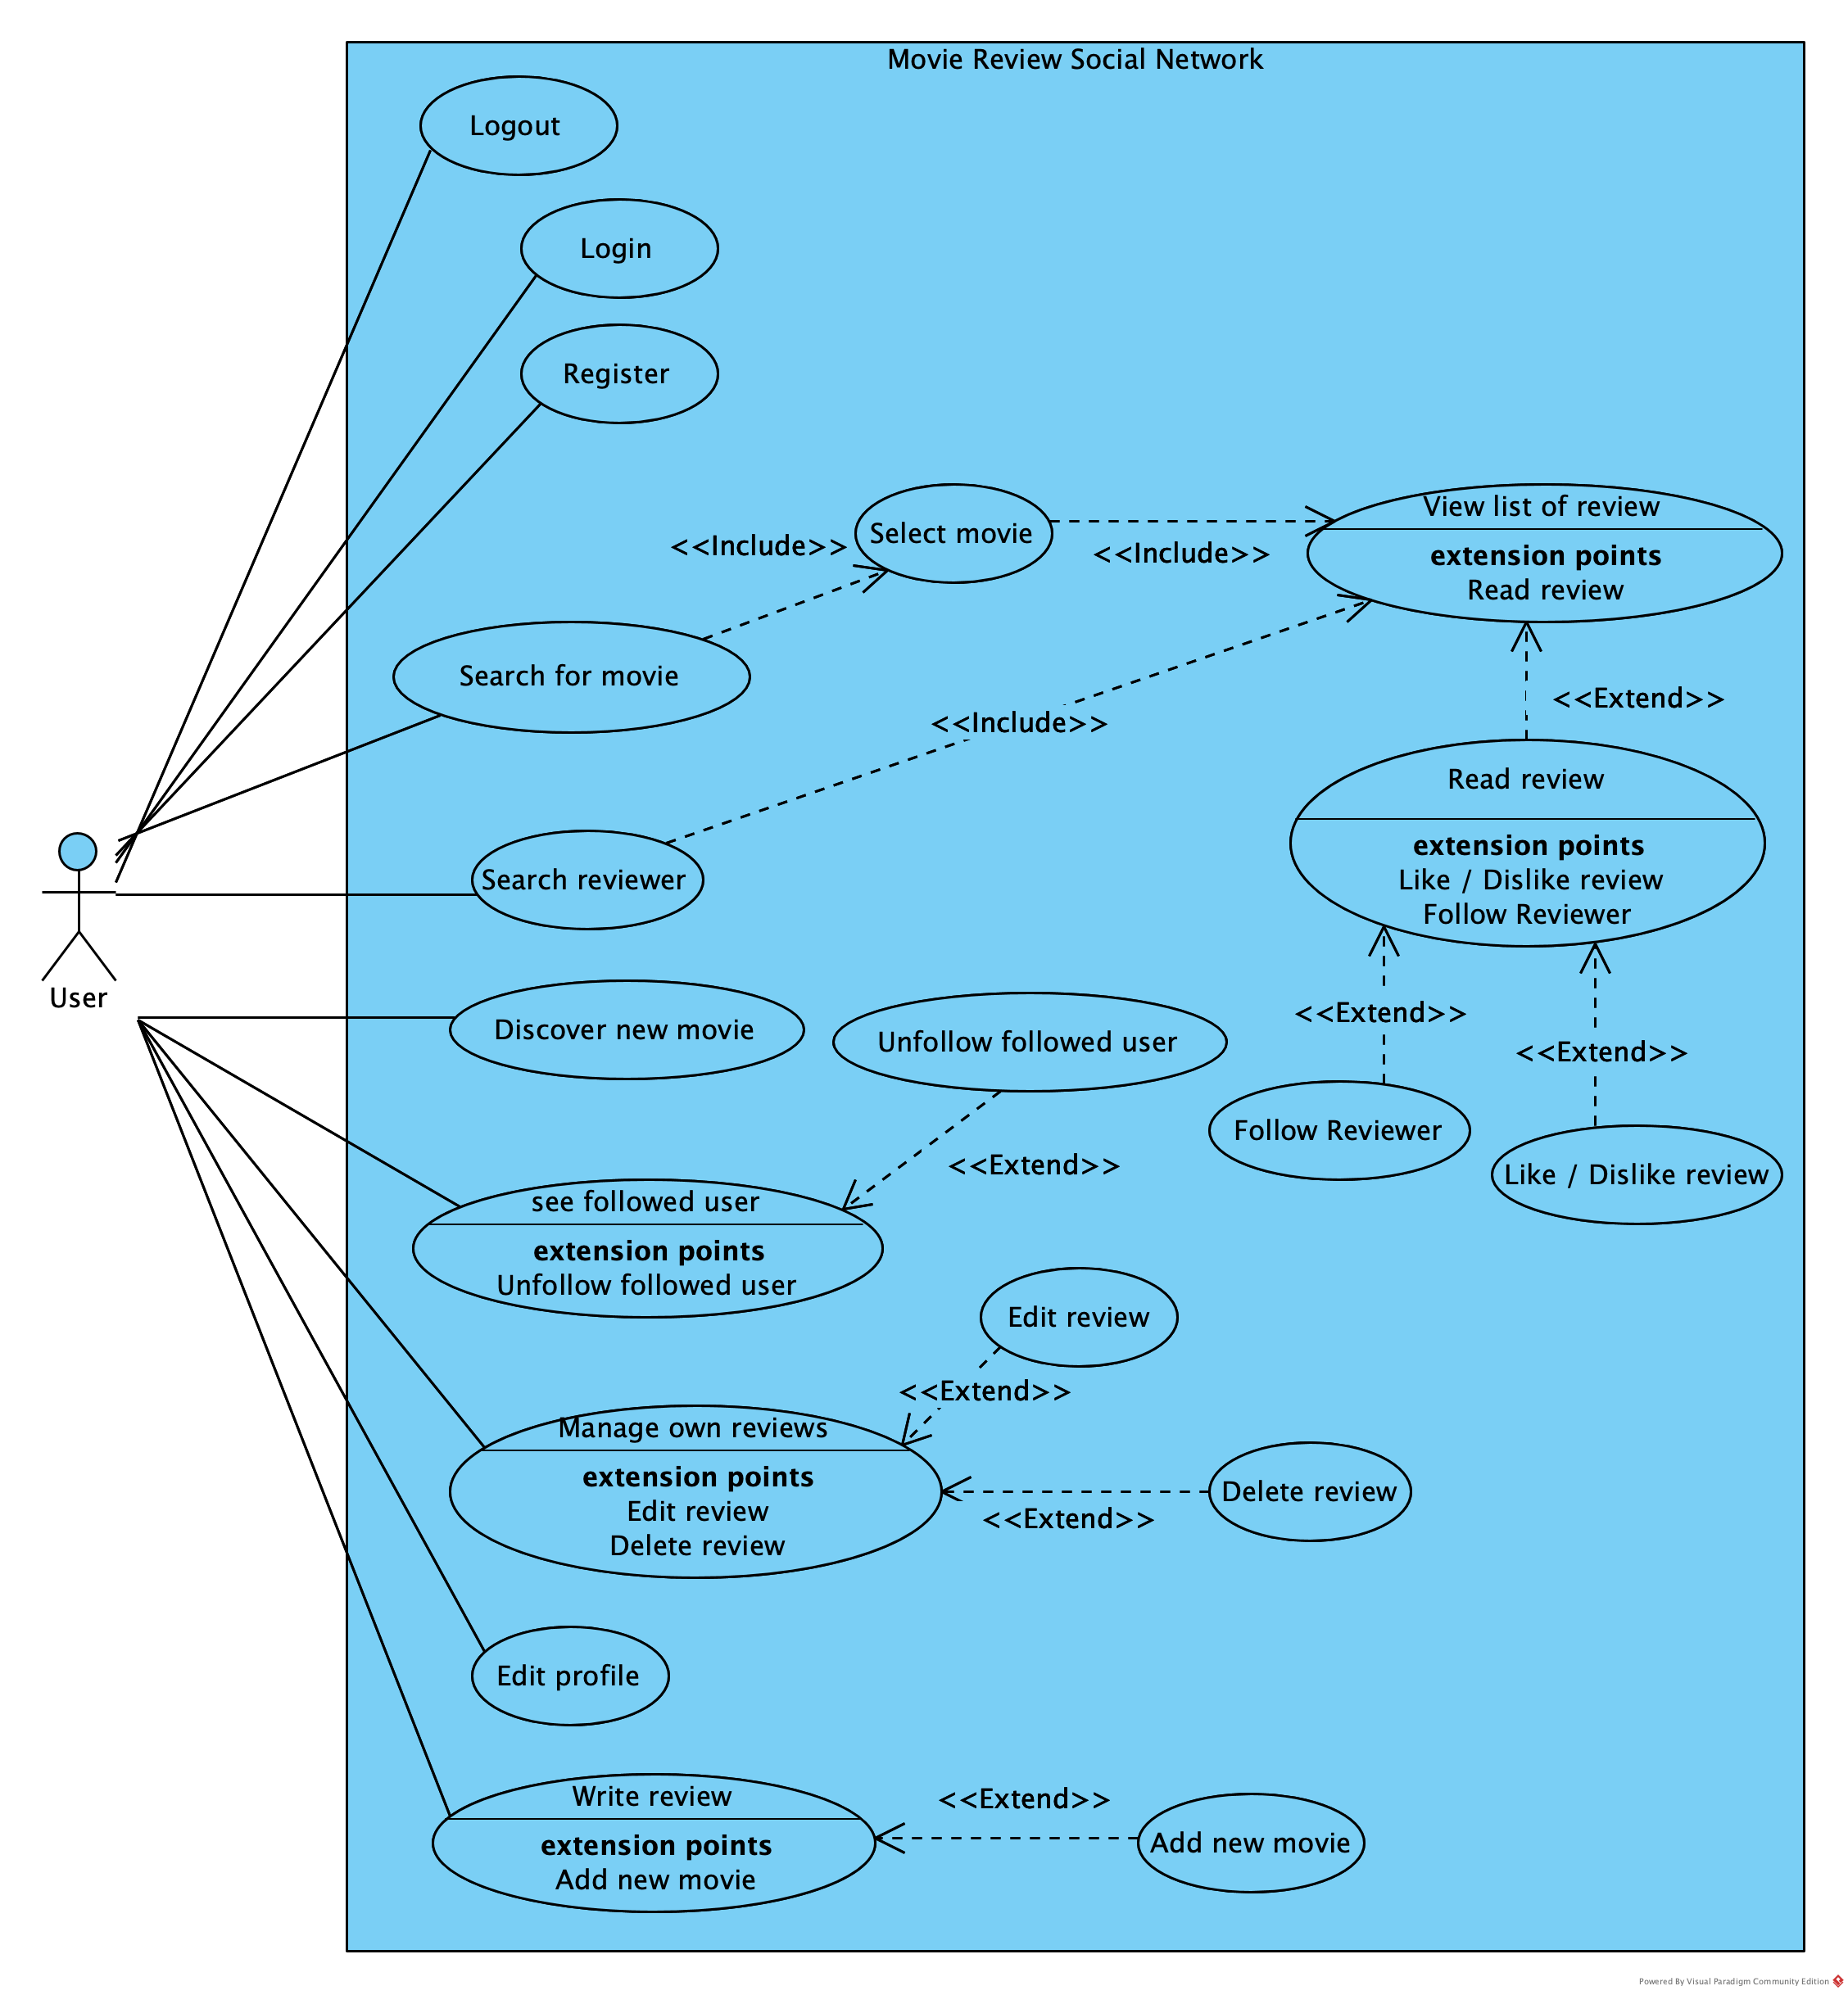 Movie Review Social Network
Logout
Login
Register
Select movie
<<Include>>
<<Include>>
View list of review
extension points
Read review
Search for movie
<<Include>>
<<Extend>>
Read review
extension points
Like / Dislike review
Follow Reviewer
Search reviewer
User
Discover new movie
Unfollow followed user
<<Extend>>
<<Extend>>
Follow Reviewer
Like / Dislike review
<<Extend>>
see followed user
extension points
Unfollow followed user
Edit review
<<Extend>>
Manage own reviews
extension points
Edit review
Delete review
Delete review
<<Extend>>
Edit profile
Write review
extension points
Add new movie
<<Extend>>
Add new movie
Powered By Visual Paradigm Community Edition